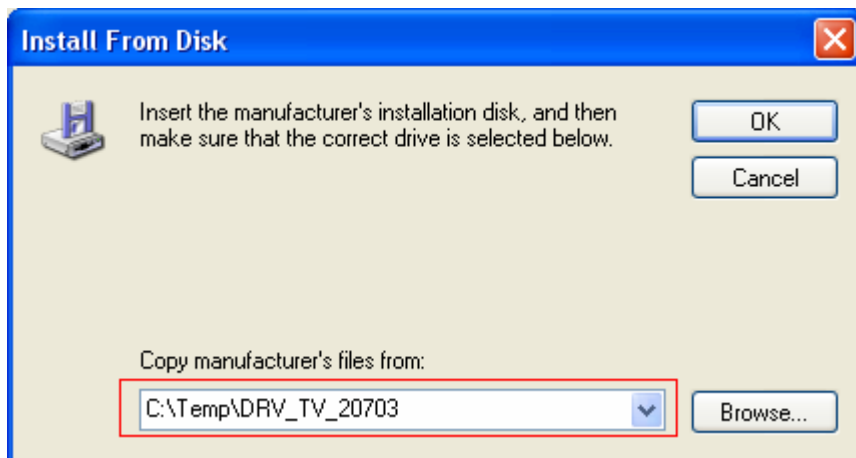 Install From Disk
Insert the manufacturer's installation disk, and then
make sure that the correct drive is selected below.
OK
Cancel
Copy manufacturer's files from:
C:\Temp\DRV_TV_20703
Browse...